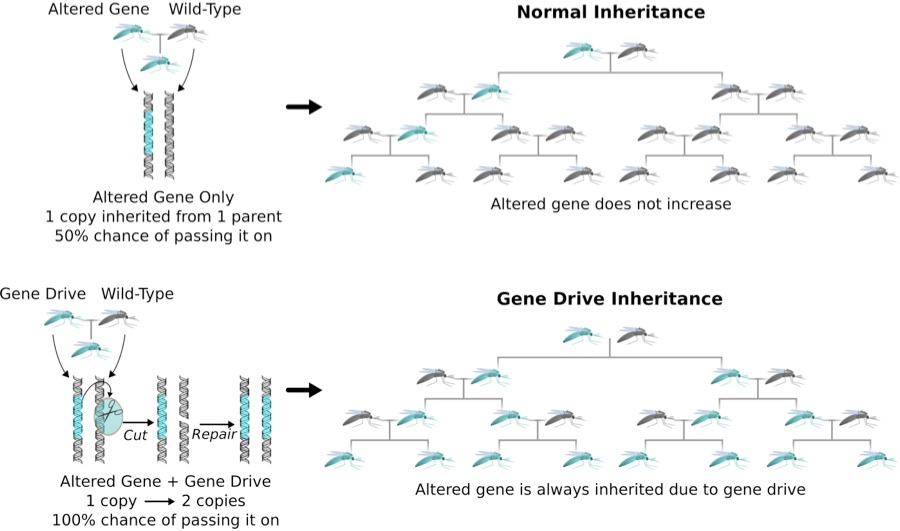 Altered Gene Wild-Type
Altered Gene Only
1 copy inherited from 1 parent
50% chance of passing it on
Normal Inheritance
Altered gene does not increase
Gene Drive Wild-Type
Cut
Repair
Altered Gene + Gene Drive
1 copy → 2 copies
100% chance of passing it on
Gene Drive Inheritance
Altered gene is always inherited due to gene drive